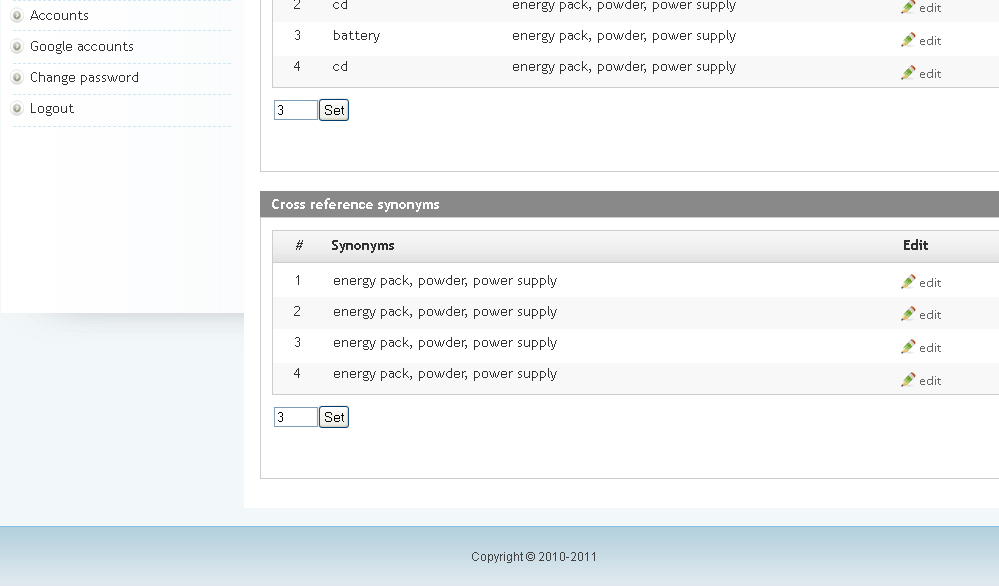 Accounts
Google accounts
Change password
Logout
2 cd energy pack, powder, power supply edit
3 battery energy pack, powder, power supply edit
4 cd energy pack, powder, power supply edit
3 Set
Cross reference synonyms
# Synonyms Edit
1 energy pack, powder, power supply edit
2 energy pack, powder, power supply edit
3 energy pack, powder, power supply edit
4 energy pack, powder, power supply edit
3 Set
Copyright © 2010-2011